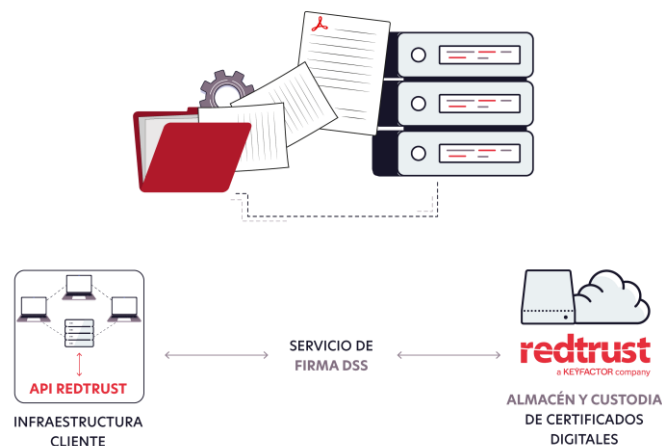 API REDTRUST
INFRAESTRUCTURA
CLIENTE
SERVICIO DE
FIRMA DSS
redtrust
a KEYFACTOR company
ALMACÉN Y CUSTODIA
DE CERTIFICADOS
DIGITALES